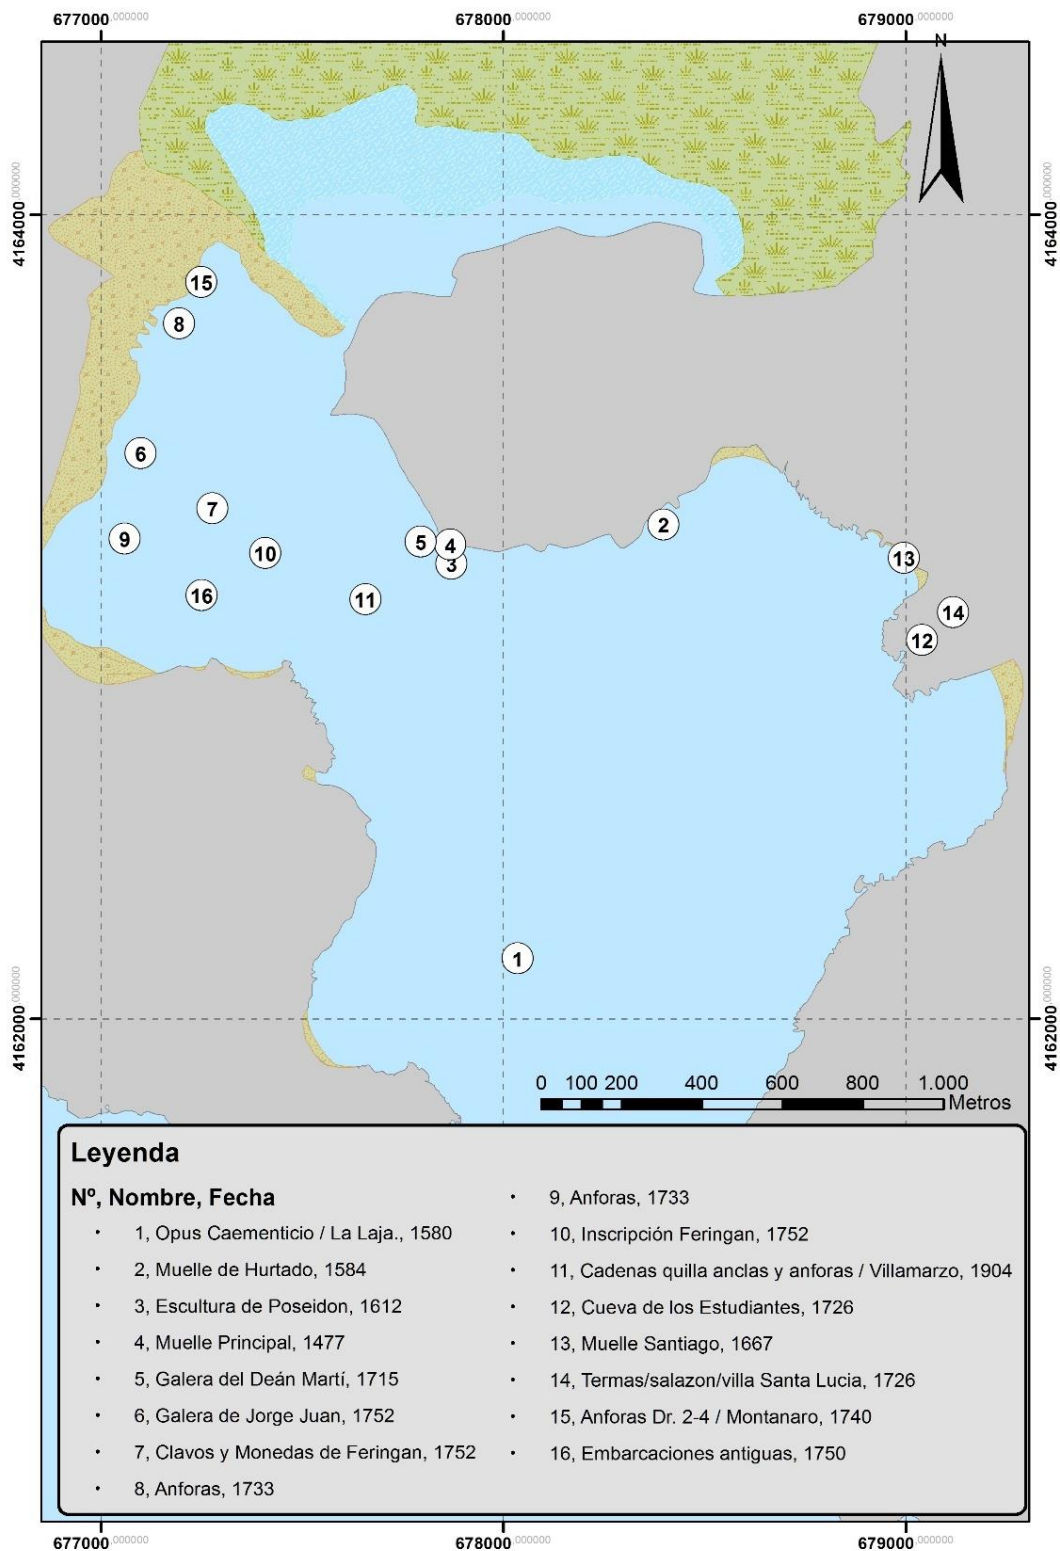 677000.000000 678000.000000 679000.000000
N
4164000.000000 4164000.000000
15
8
6
7
2
9
5
4
10
13
3
16
11
14
12
1
4162000.000000 4162000.000000
0 100 200 400 600 800 1.000
Metros
Leyenda
Nº, Nombre, Fecha
1, Opus Caementicio / La Laja., 1580
2, Muelle de Hurtado, 1584
3, Escultura de Poseidon, 1612
4, Muelle Principal, 1477
5, Galera del Deán Martí, 1715
6, Galera de Jorge Juan, 1752
7, Clavos y Monedas de Feringan, 1752
8, Anforas, 1733
9, Anforas, 1733
10, Inscripción Feringan, 1752
11, Cadenas quilla anclas y anforas / Villamarzo, 1904
12, Cueva de los Estudiantes, 1726
13, Muelle Santiago, 1667
14, Termas/salazon/villa Santa Lucia, 1726
15, Anforas Dr. 2-4 / Montanaro, 1740
16, Embarcaciones antiguas, 1750
677000.000000 678000.000000 679000.000000